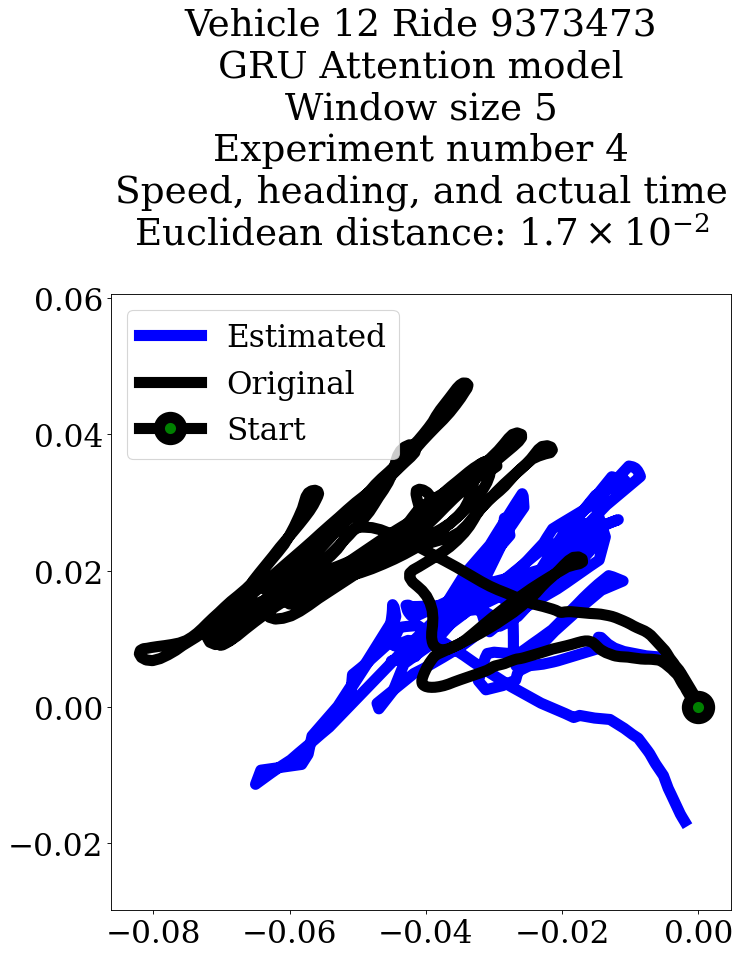 Vehicle 12 Ride 9373473
GRU Attention model
Window size 5
Experiment number 4
Speed, heading, and actual time
Euclidean distance: 1.7 × 10⁻²
0.06
Estimated
Original
0.04
Start
0.02
0.00
−0.02
−0.08 −0.06 −0.04 −0.02 0.00